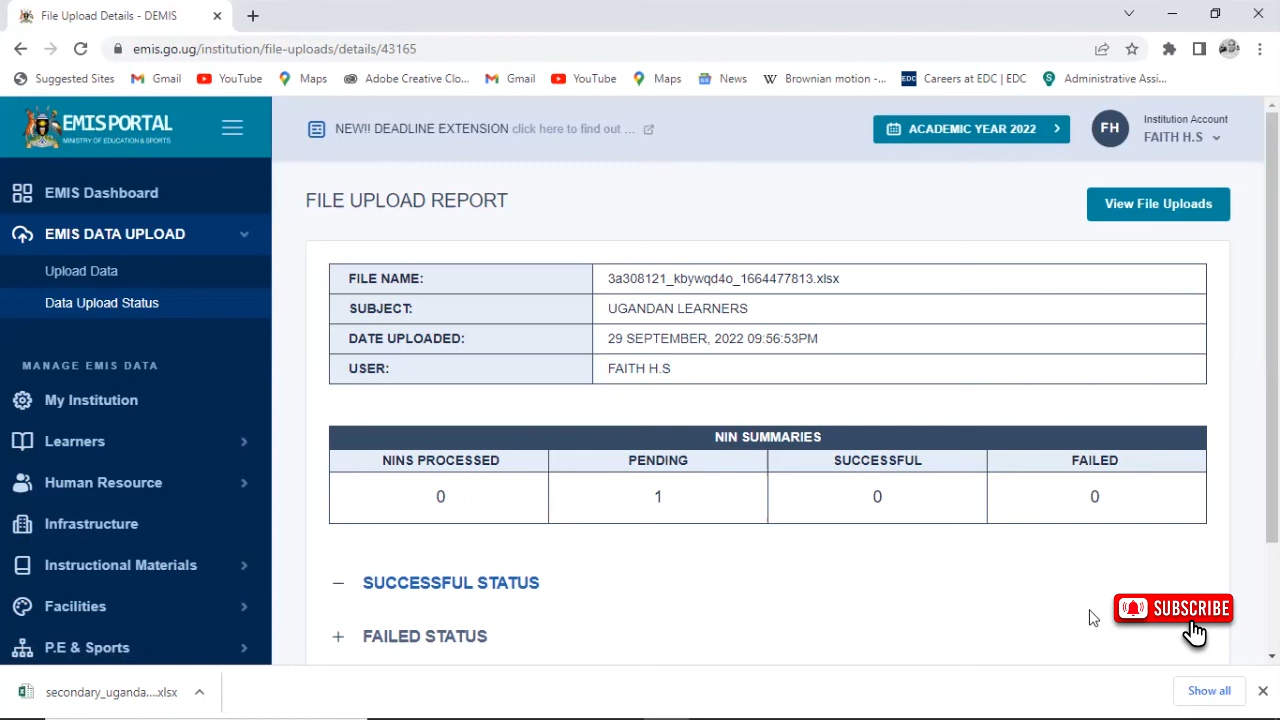 File Upload Details - DEMIS
emis.go.ug/institution/file-uploads/details/43165
Suggested Sites Gmail YouTube Maps Adobe Creative Clo... Gmail YouTube Maps News Brownian motion -... EDC Careers at EDC | EDC Administrative Assi...
EMIS PORTAL
MINISTRY OF EDUCATION & SPORTS
NEW!! DEADLINE EXTENSION click here to find out ...
ACADEMIC YEAR 2022
FH
Institution Account
FAITH H.S
EMIS Dashboard
EMIS DATA UPLOAD
Upload Data
Data Upload Status
MANAGE EMIS DATA
My Institution
Learners
Human Resource
Infrastructure
Instructional Materials
Facilities
P.E & Sports
FILE UPLOAD REPORT
View File Uploads
FILE NAME: 3a308121_kbywqd4o_1664477813.xlsx
SUBJECT: UGANDAN LEARNERS
DATE UPLOADED: 29 SEPTEMBER, 2022 09:56:53PM
USER: FAITH H.S
NIN SUMMARIES
NINS PROCESSED PENDING SUCCESSFUL FAILED
0 1 0 0
SUCCESSFUL STATUS
FAILED STATUS
SUBSCRIBE
secondary_uganda....xlsx
Show all